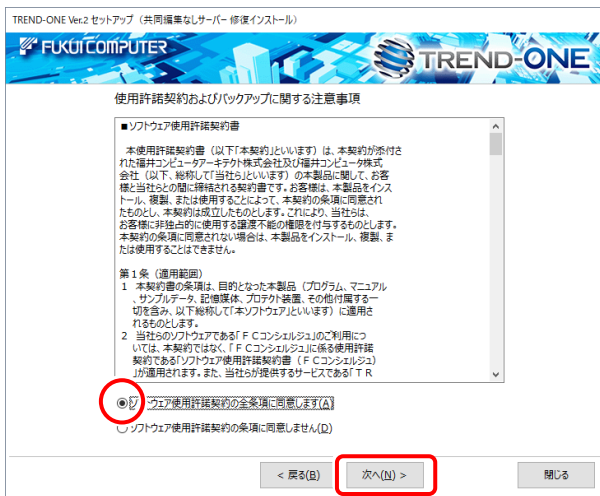 TREND-ONE Ver.2 セットアップ（共同編集なしサーバー 修復インストール）
FUKUI COMPUTER
TREND-ONE
使用許諾契約およびバックアップに関する注意事項
■ソフトウェア使用許諾契約書
本使用許諾契約書（以下「本契約」といいます）は、本契約が添付さ
れた福井コンピュータアーキテクト株式会社及び福井コンピュータ株式
会社（以下、総称して「当社ら」といいます）の本製品に関して、お客
様と当社らとの間に締結される契約書です。お客様は、本製品をインス
トール、複製、または使用することによって、本契約の条項に同意され
たものとし、本契約は成立したものとします。これにより、当社らは、
お客様に非独占的に使用する譲渡不能の権限を付与するものとします。
本契約の条項に同意されない場合は、本製品をインストール、複製、ま
たは使用することはできません。
第１条（適用範囲）
１ 本契約書の条項は、目的となった本製品（プログラム、マニュアル
、サンプルデータ、記憶媒体、プロテクト装置、その他付属する一
切を含み、以下総称して「本ソフトウェア」といいます）に適用さ
れるものとします。
２ 当社らのソフトウェアである「ＦＣコンシェルジュ」のご利用につ
いては、本契約ではなく、「ＦＣコンシェルジュ」に係る使用許諾
契約である「ソフトウェア使用許諾契約書（ＦＣコンシェルジュ）
」が適用されます。また、当社らが提供するサービスである「ＴＲ
ソフトウェア使用許諾契約の全条項に同意します(A)
ソフトウェア使用許諾契約の条項に同意しません(D)
< 戻る(B)
次へ(N) >
閉じる